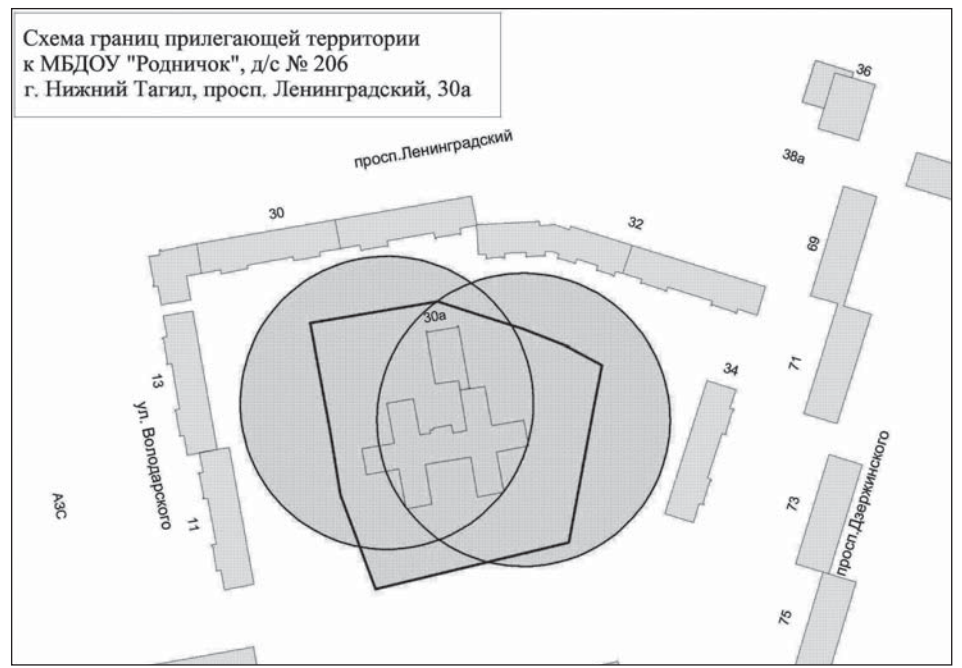 Схема границ прилегающей территории
к МБДОУ "Родничок", д/с № 206
г. Нижний Тагил, просп. Ленинградский, 30а
36
просп.Ленинградский
38а
30
32
69
30а
71
34
13
ул. Володарского
просп.Дзержинского
АЗС
11
73
75